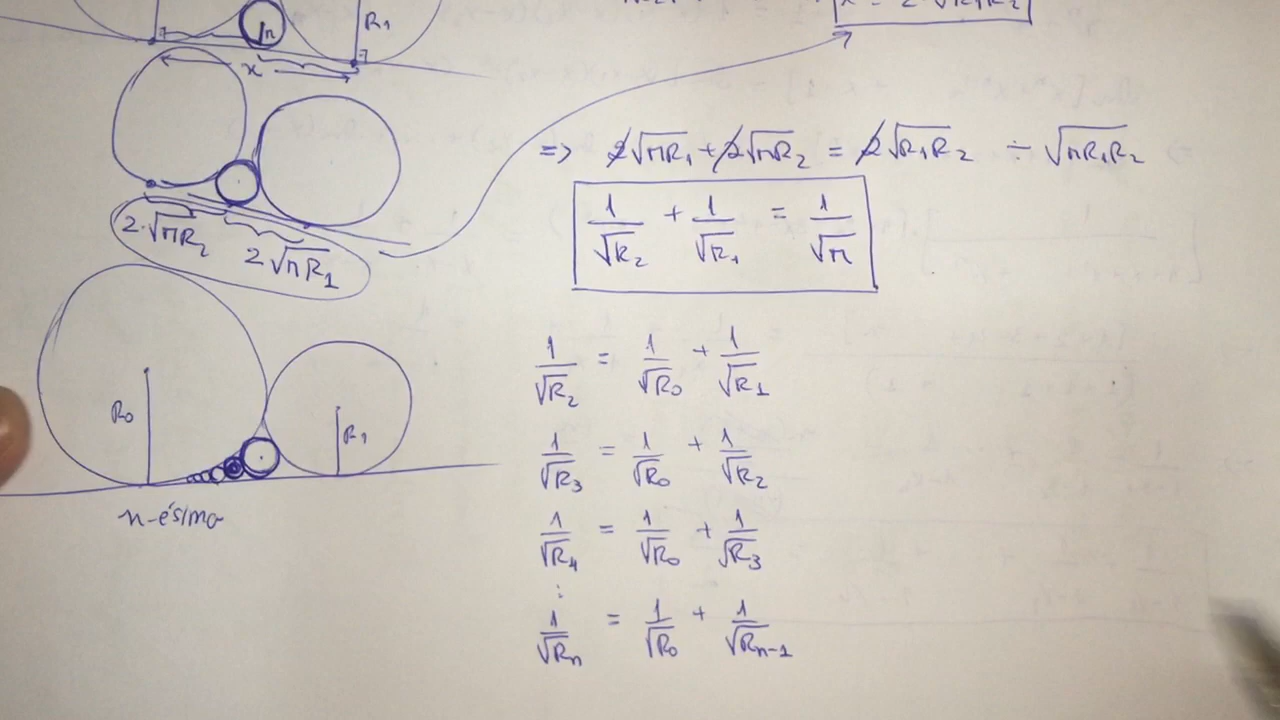 R₁
x
x = 2·√R₁R₂
r
=> 2√rR₁ + 2√rR₂ = 2√R₁R₂ ÷ √rR₁R₂
1/√R₂ + 1/√R₁ = 1/√r
2·√rR₂
2√rR₁
1/√R₂ = 1/√R₀ + 1/√R₁
R₀
R₁
1/√R₃ = 1/√R₀ + 1/√R₂
n-ésimo
1/√R₄ = 1/√R₀ + 1/√R₃
⋮
1/√Rₙ = 1/√R₀ + 1/√Rₙ₋₁